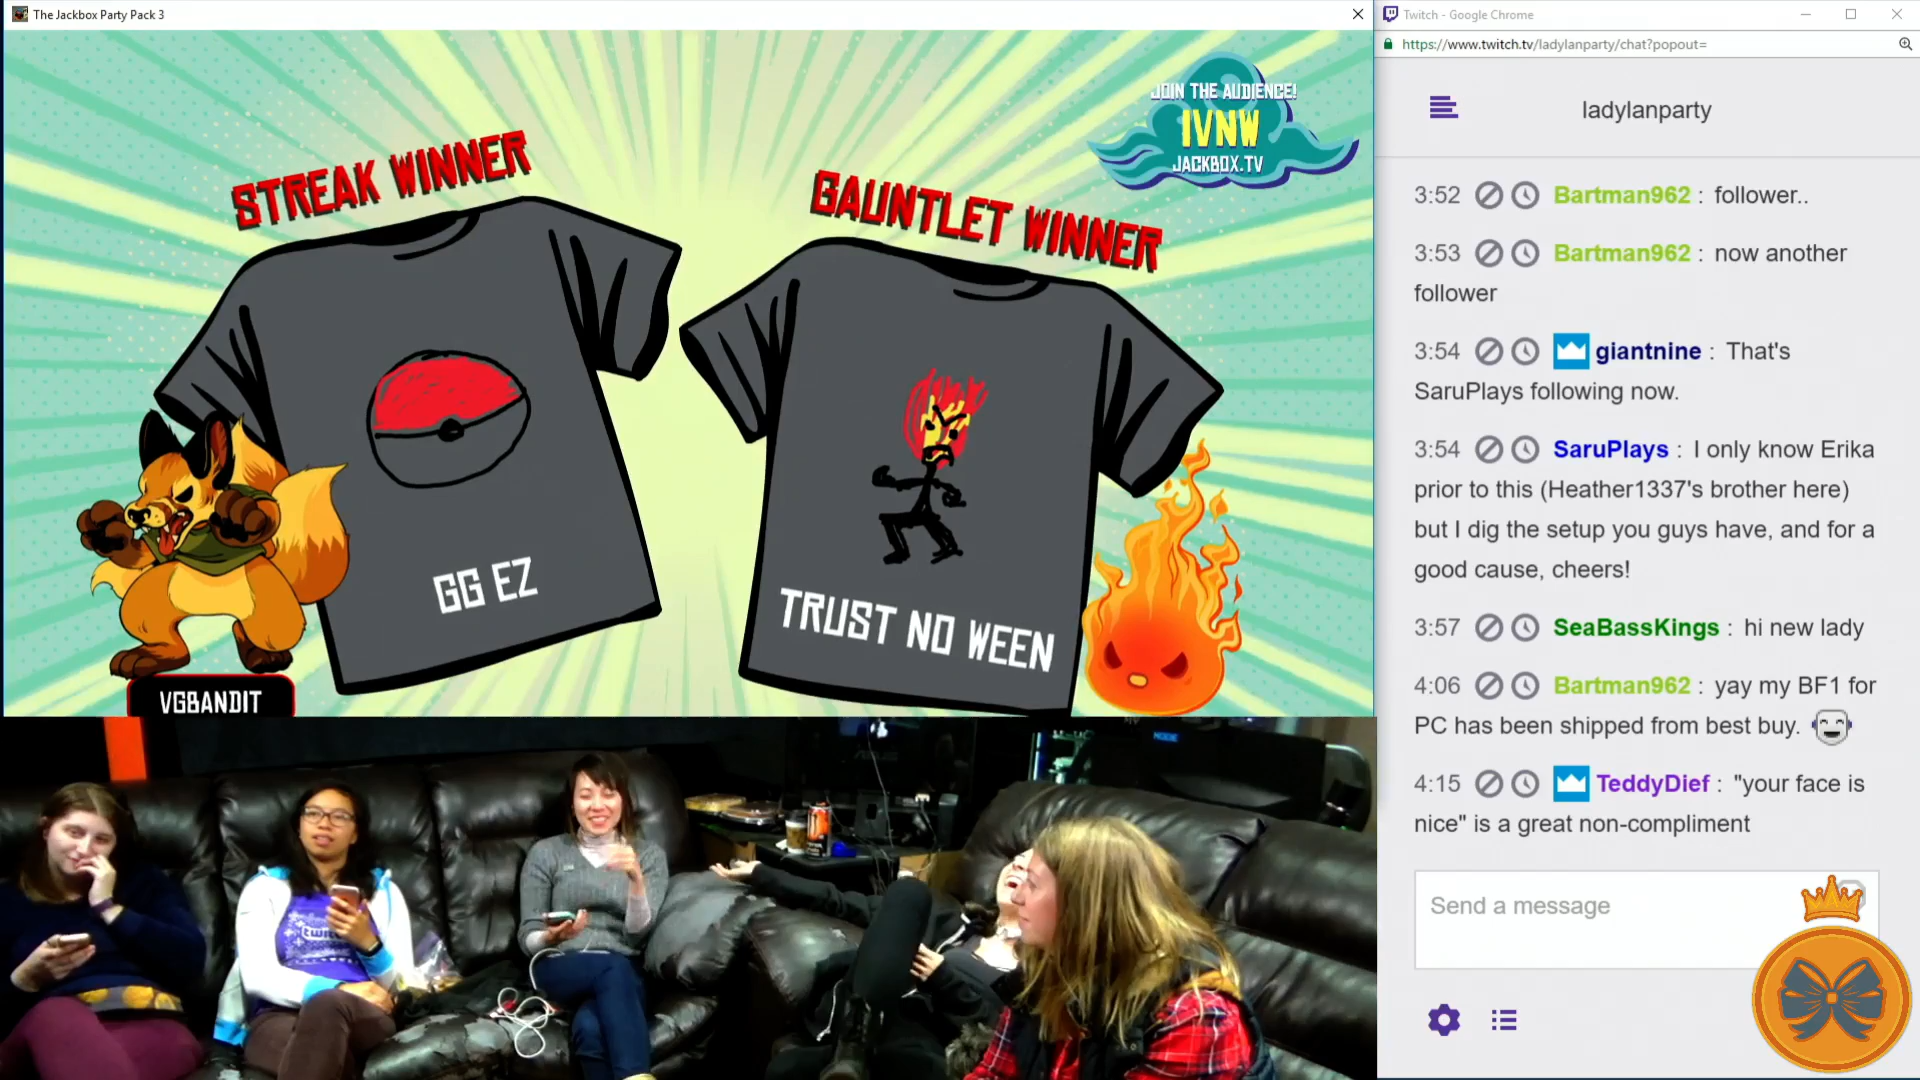 The Jackbox Party Pack 3
STREAK WINNER
GAUNTLET WINNER
JOIN THE AUDIENCE!
IVNW
JACKBOX.TV
GG EZ
TRUST NO WEEN
VGBANDIT
Twitch - Google Chrome
https://www.twitch.tv/ladylanparty/chat?popout=
ladylanparty
3:52 Bartman962 : follower..
3:53 Bartman962 : now another
follower
3:54 giantnine : That's
SaruPlays following now.
3:54 SaruPlays : I only know Erika
prior to this (Heather1337's brother here)
but I dig the setup you guys have, and for a
good cause, cheers!
3:57 SeaBassKings : hi new lady
4:06 Bartman962 : yay my BF1 for
PC has been shipped from best buy.
4:15 TeddyDief : "your face is
nice" is a great non-compliment
Send a message